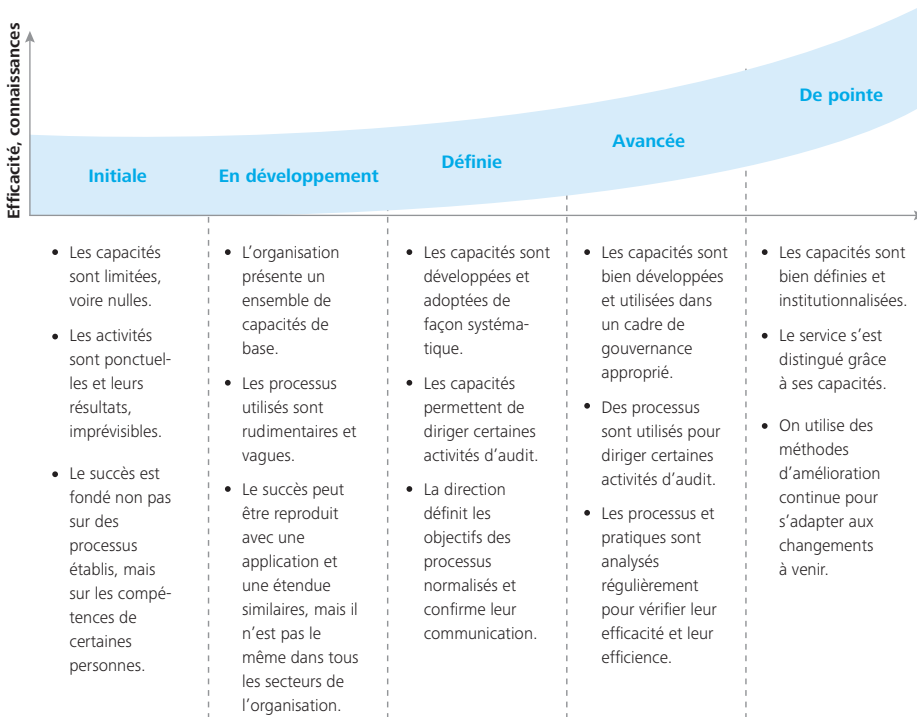 Efficacité, connaissances
Initiale
En développement
Définie
Avancée
De pointe
• Les capacités
sont limitées,
voire nulles.
• Les activités
sont ponctuel-
les et leurs
résultats,
imprévisibles.
• Le succès est
fondé non pas
sur des
processus
établis, mais
sur les compé-
tences de
certaines
personnes.
• L’organisation
présente un
ensemble de
capacités de
base.
• Les processus
utilisés sont
rudimentaires et
vagues.
• Le succès peut
être reproduit
avec une
application et
une étendue
similaires, mais il
n’est pas le
même dans tous
les secteurs de
l’organisation.
• Les capacités sont
développées et
adoptées de
façon systéma-
tique.
• Les capacités
permettent de
diriger certaines
activités d’audit.
• La direction
définit les
objectifs des
processus
normalisés et
confirme leur
communication.
• Les capacités sont
bien développées
et utilisées dans
un cadre de
gouvernance
approprié.
• Des processus
sont utilisés pour
diriger certaines
activités d’audit.
• Les processus et
pratiques sont
analysés
régulièrement
pour vérifier leur
efficacité et leur
efficience.
• Les capacités sont
bien définies et
institutionnalisées.
• Le service s’est
distingué grâce
à ses capacités.
• On utilise des
méthodes
d’amélioration
continue pour
s’adapter aux
changements
à venir.